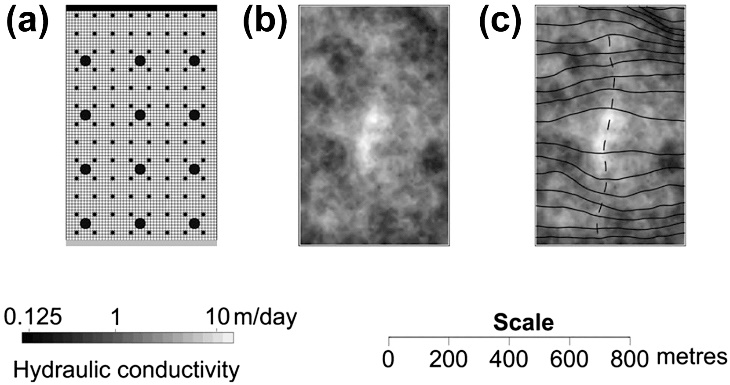 (a) (b) (c)
0.125 1 10 m/day
Hydraulic conductivity
Scale
0 200 400 600 800 metres